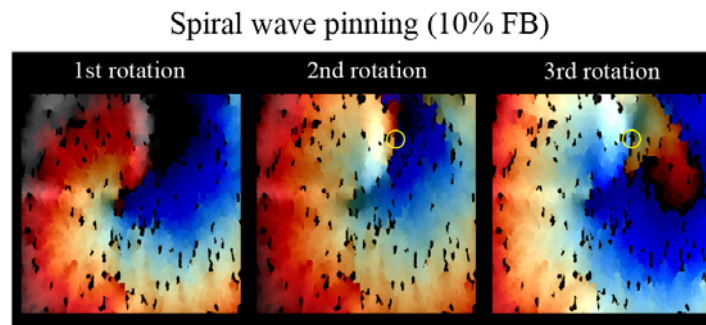 Spiral wave pinning (10% FB)
1st rotation
2nd rotation
3rd rotation